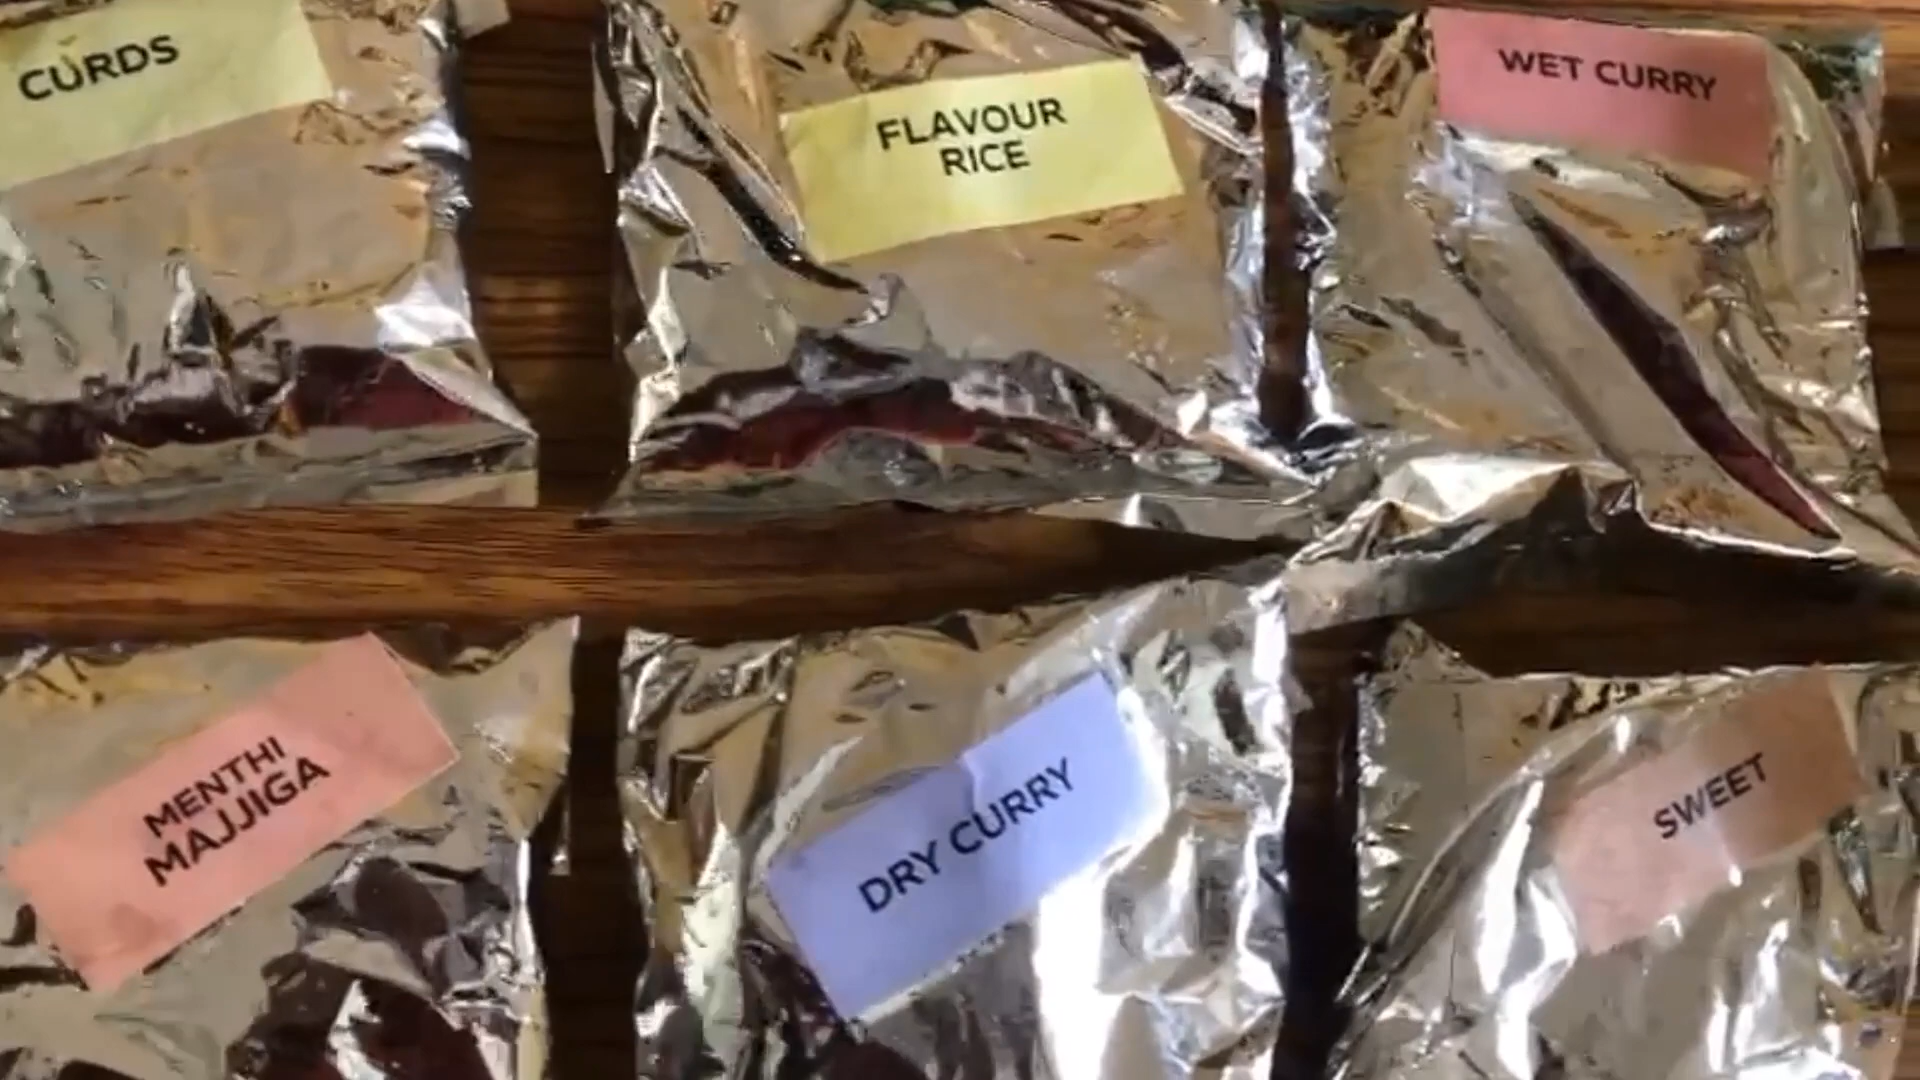 CURDS
FLAVOUR
RICE
WET CURRY
MENTHI
MAJJIGA
DRY CURRY
SWEET